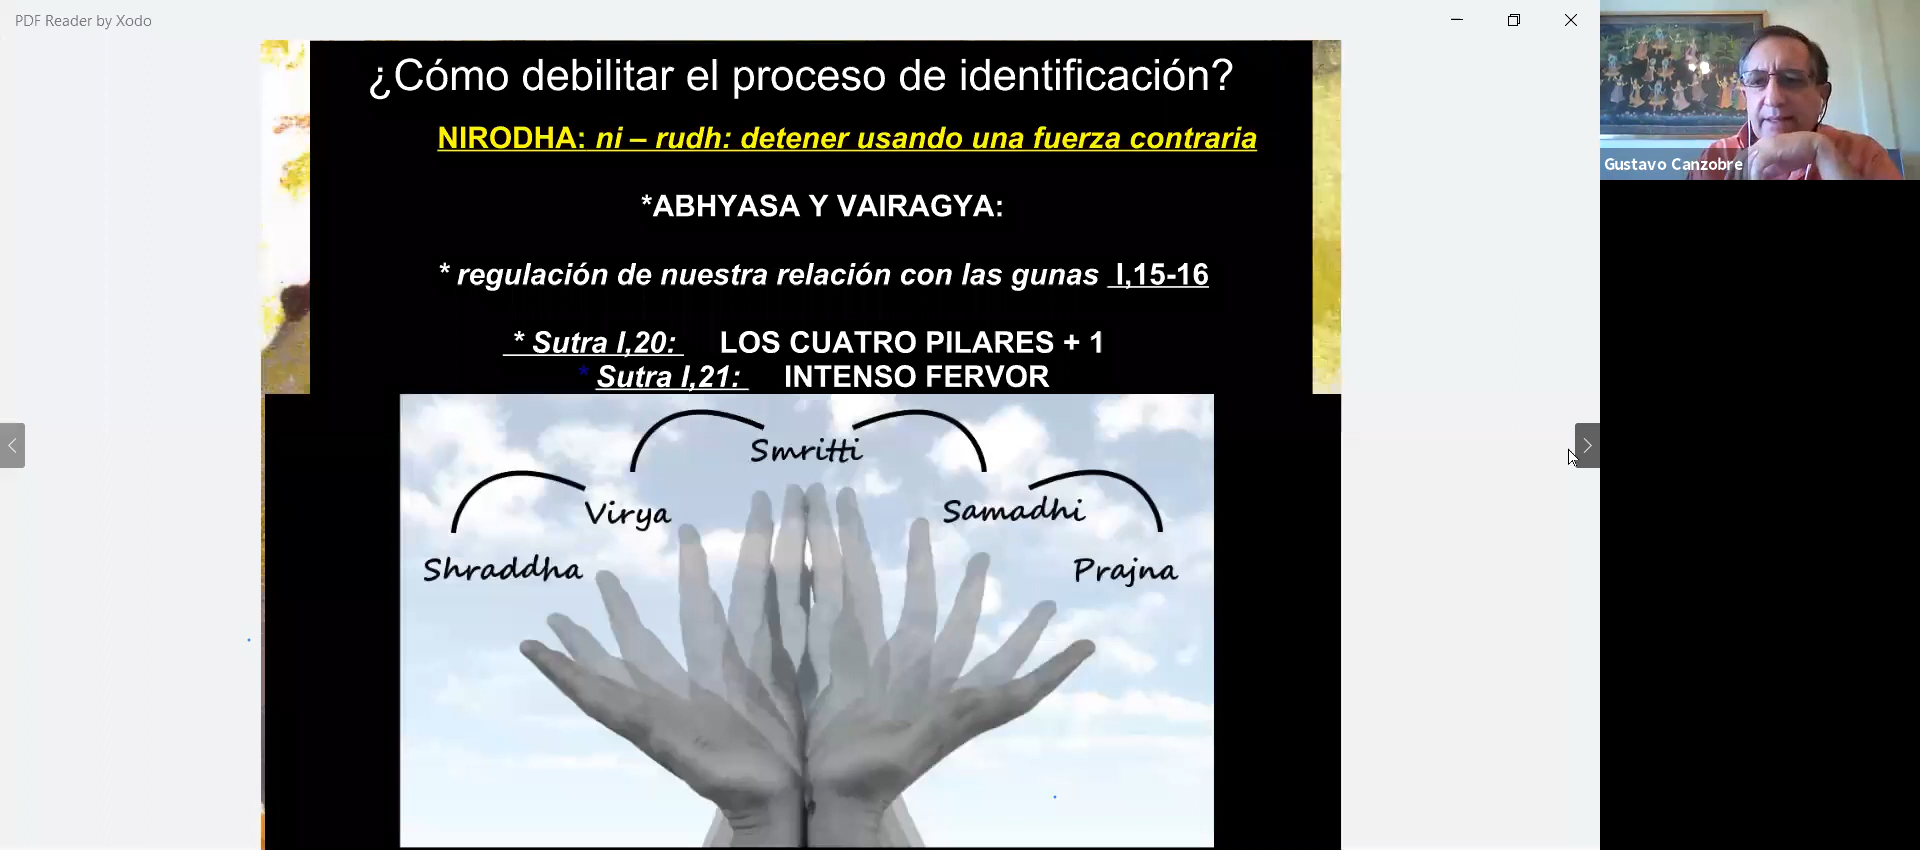 PDF Reader by Xodo
¿Cómo debilitar el proceso de identificación?
NIRODHA: ni – rudh: detener usando una fuerza contraria
*ABHYASA Y VAIRAGYA:
* regulación de nuestra relación con las gunas I,15-16
* Sutra I,20: LOS CUATRO PILARES + 1
* Sutra I,21: INTENSO FERVOR
Smritti
Virya
Samadhi
Shraddha
Prajna
Gustavo Canzobre